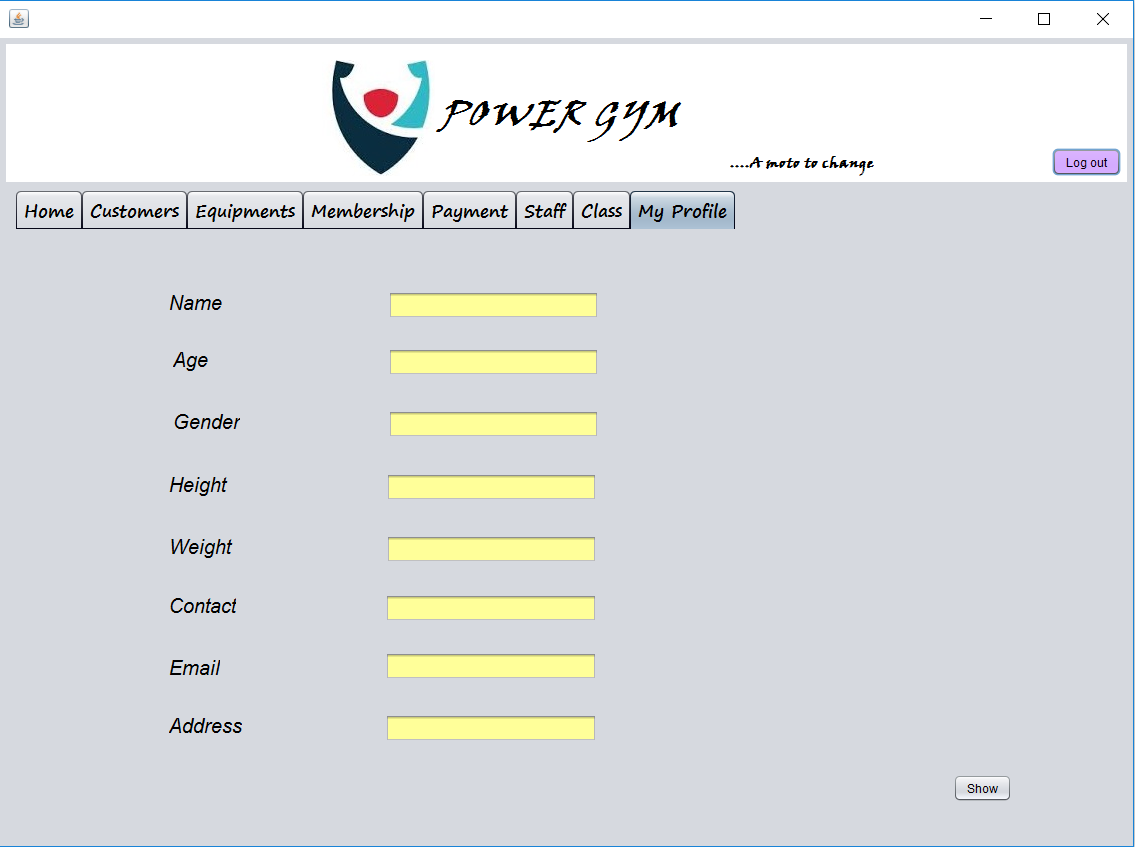 POWER GYM
....A moto to change
Log out
Home Customers Equipments Membership Payment Staff Class My Profile
Name
Age
Gender
Height
Weight
Contact
Email
Address
Show